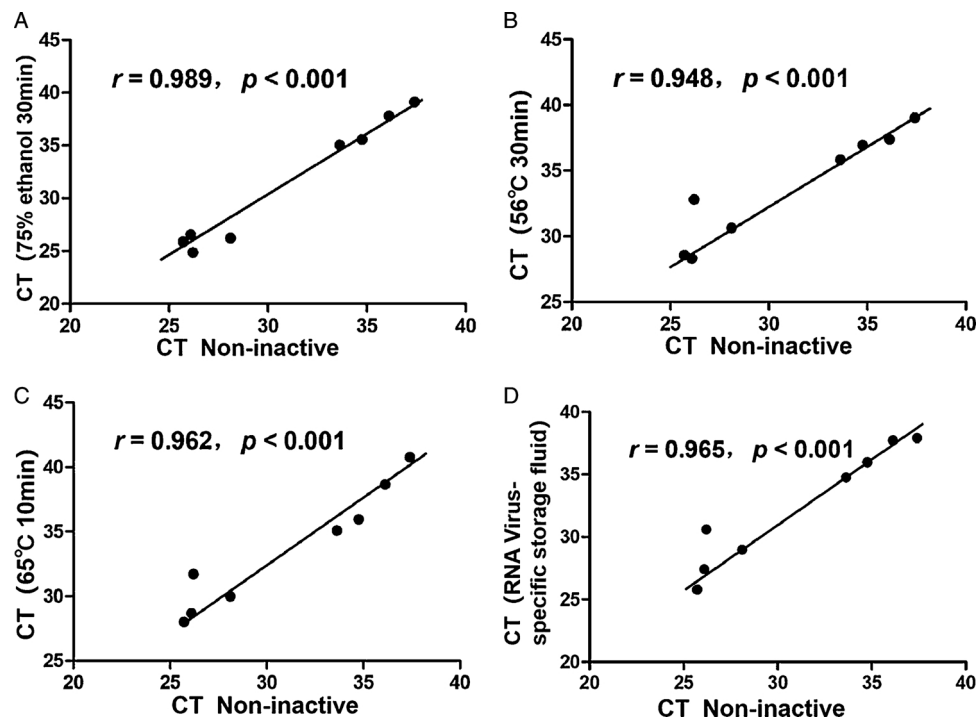 A
45
40
35
30
25
20
CT (75% ethanol 30min)
r = 0.989, p < 0.001
20 25 30 35 40
CT Non-inactive
B
45
40
35
30
25
CT (56°C 30min)
r = 0.948, p < 0.001
20 25 30 35 40
CT Non-inactive
C
45
40
35
30
25
CT (65°C 10min)
r = 0.962, p < 0.001
20 25 30 35 40
CT Non-inactive
D
40
35
30
25
20
CT (RNA Virus-
specific storage fluid)
r = 0.965, p < 0.001
20 25 30 35 40
CT Non-inactive